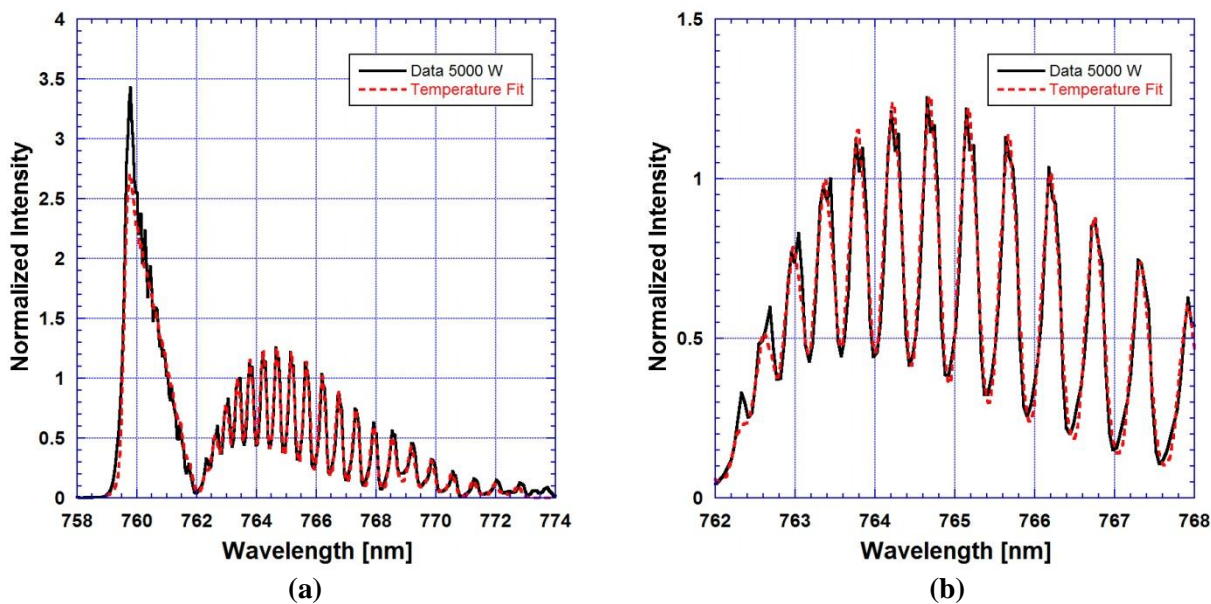 4
3.5
3
2.5
2
1.5
1
0.5
0
758 760 762 764 766 768 770 772 774
Normalized Intensity
Wavelength [nm]
Data 5000 W
Temperature Fit
(a)
1.5
1
0.5
0
762 763 764 765 766 767 768
Normalized Intensity
Wavelength [nm]
Data 5000 W
Temperature Fit
(b)